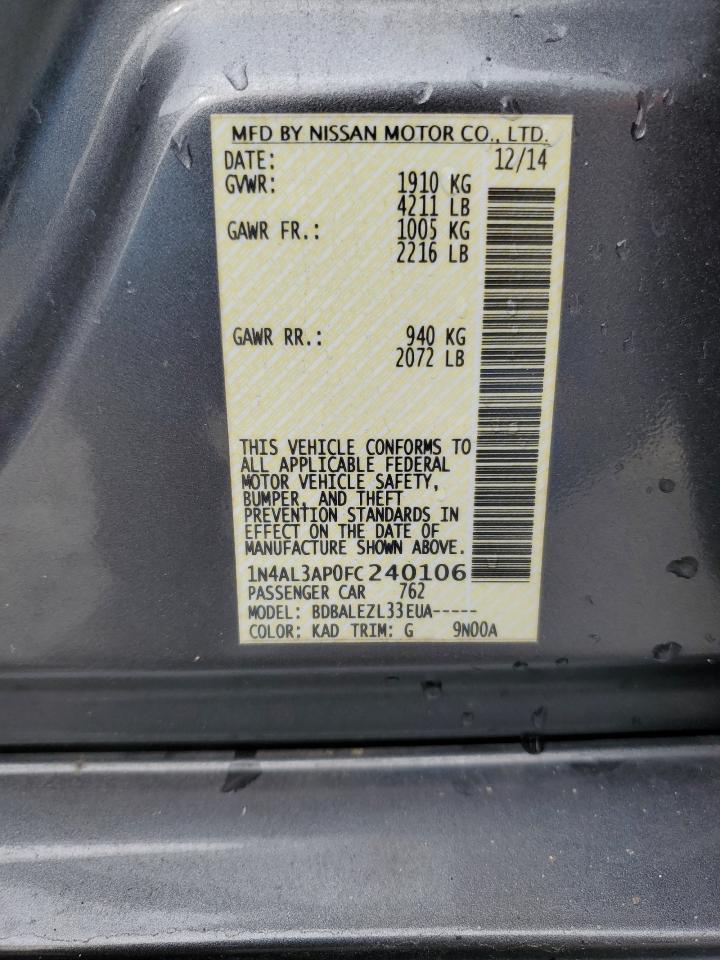 MFD BY NISSAN MOTOR CO., LTD.
DATE: 12/14
GVWR: 1910 KG
4211 LB
GAWR FR.: 1005 KG
2216 LB
GAWR RR.: 940 KG
2072 LB
THIS VEHICLE CONFORMS TO
ALL APPLICABLE FEDERAL
MOTOR VEHICLE SAFETY,
BUMPER, AND THEFT
PREVENTION STANDARDS IN
EFFECT ON THE DATE OF
MANUFACTURE SHOWN ABOVE.
1N4AL3AP0FC240106
PASSENGER CAR 762
MODEL: BDBALEZL33EUA-----
COLOR: KAD TRIM: G 9N00A